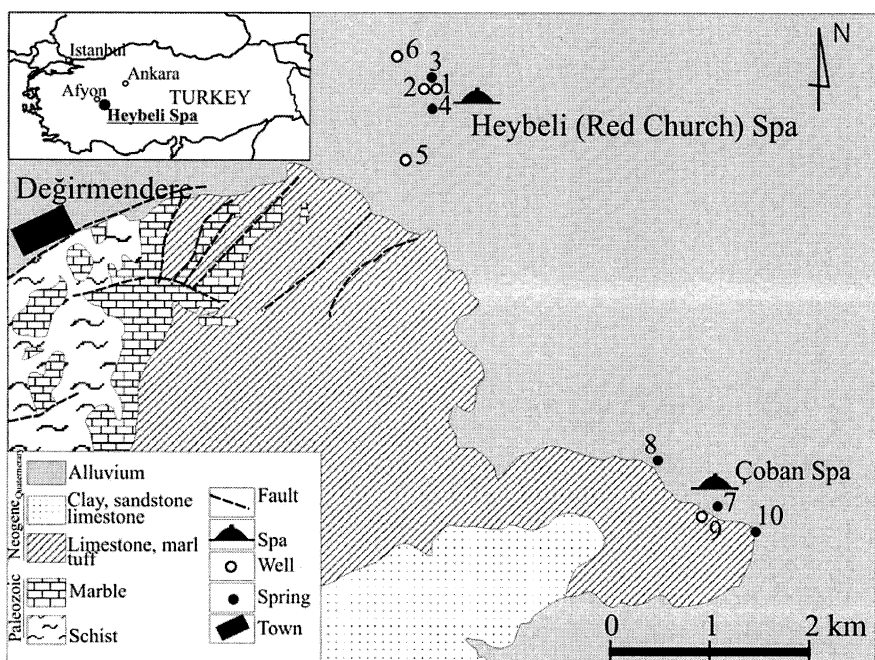 Istanbul
Ankara
Afyon
TURKEY
Heybeli Spa
N
6
3
2
1
4
Heybeli (Red Church) Spa
5
Değirmendere
8
Çoban Spa
7
10
9
Quaternary
Alluvium
Neogene
Clay, sandstone
limestone
Limestone, marl
tuff
Paleozoic
Marble
Schist
Fault
Spa
Well
Spring
Town
0 1 2 km